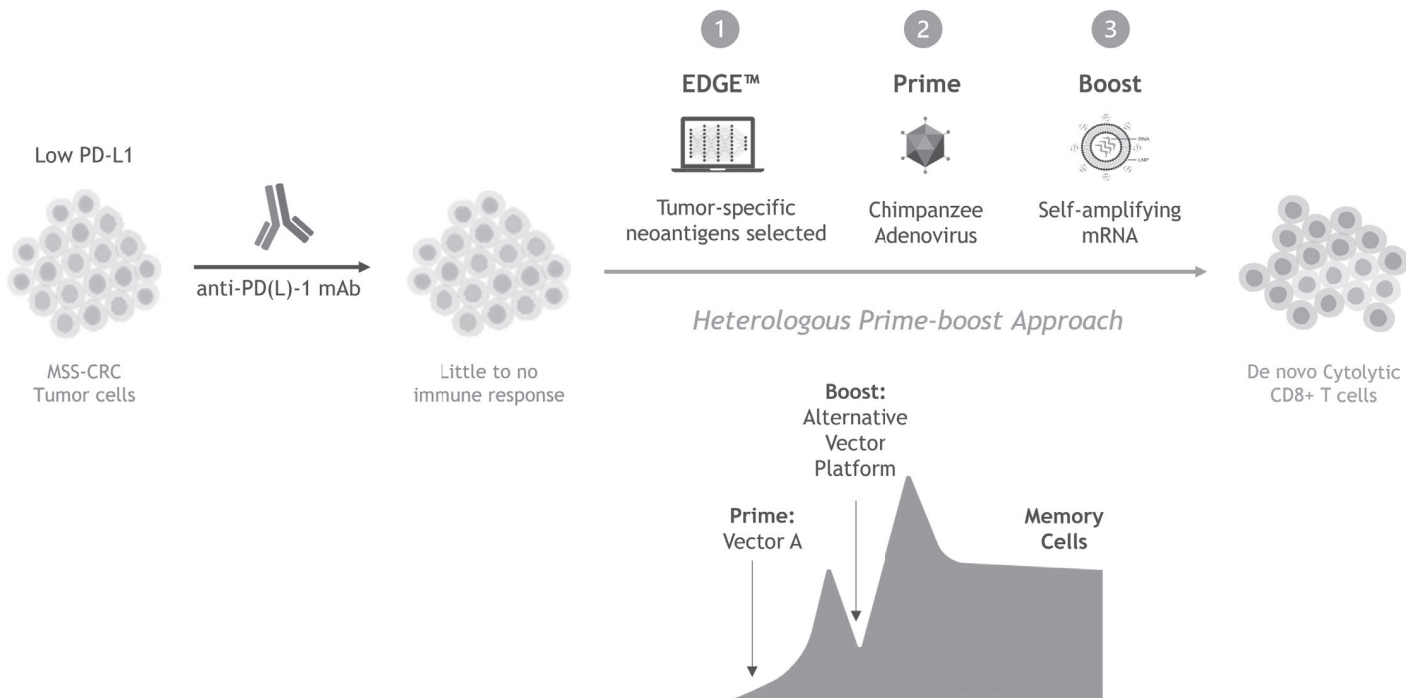 1
2
3
EDGE™
Prime
Boost
RNA
LNP
Low PD-L1
anti-PD(L)-1 mAb
Tumor-specific
neoantigens selected
Chimpanzee
Adenovirus
Self-amplifying
mRNA
Heterologous Prime-boost Approach
MSS-CRC
Tumor cells
Little to no
immune response
De novo Cytolytic
CD8+ T cells
Boost:
Alternative
Vector
Platform
Prime:
Vector A
Memory
Cells